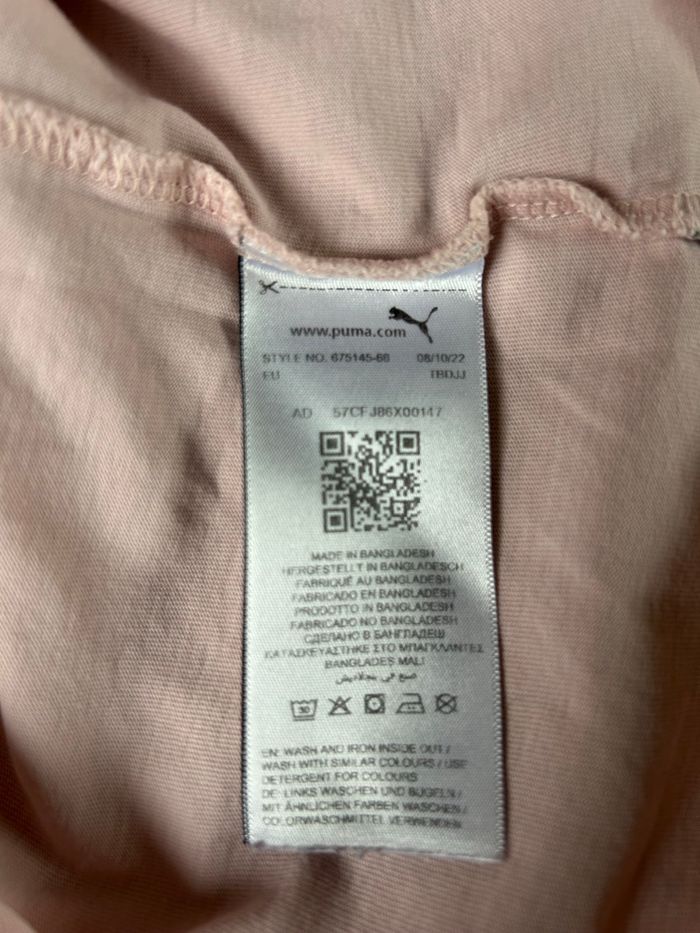 www.puma.com
STYLE NO. 675145-68 08/10/22
EU TBDJJ
AD 57CFJ86X00147
MADE IN BANGLADESH
HERGESTELLT IN BANGLADESCH
FABRIQUÉ AU BANGLADESH
FABRICADO EN BANGLADESH
PRODOTTO IN BANGLADESH
FABRICADO NO BANGLADESH
СДЕЛАНО В БАНГЛАДЕШ
ΚΑΤΑΣΚΕΥΑΣΤΗΚΕ ΣΤΟ ΜΠΑΓΚΛΑΝΤΕΣ
BANGLADES MALI
صنع في بنجلاديش
30
EN: WASH AND IRON INSIDE OUT /
WASH WITH SIMILAR COLOURS / USE
DETERGENT FOR COLOURS
DE: LINKS WASCHEN UND BÜGELN /
MIT ÄHNLICHEN FARBEN WASCHEN /
COLORWASCHMITTEL VERWENDEN